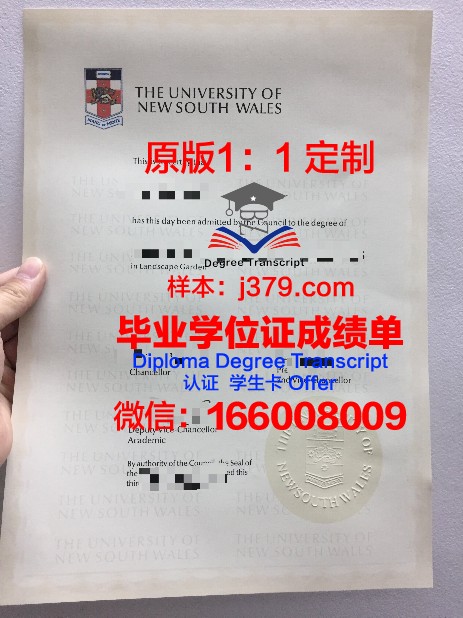 THE UNIVERSITY OF
NEW SOUTH WALES
原版1：1 定制
has this day been admitted by the Council to the degree of
Degree Transcript
in Landscape
样本：j379.com
毕业学位证成绩单
Chancellor
Diploma Degree Transcript
认证 学生卡 Offer
微信：166008009
Deputy Vice-Chancellor
Academic
By authority of the Council, the Seal of
the
this